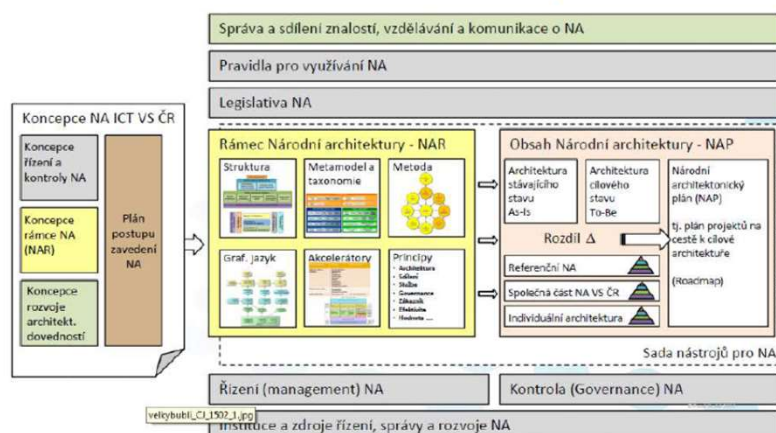 Správa a sdílení znalostí, vzdělávání a komunikace o NA
Pravidla pro využívání NA
Legislativa NA
Koncepce NA ICT VS ČR
Koncepce
řízení a
kontroly NA
Koncepce
rámce NA
(NAR)
Koncepce
rozvoje
architekt.
dovedností
Plán
postupu
zavedení
NA
Rámec Národní architektury - NAR
Struktura
Metamodel a
taxonomie
Metoda
Graf. jazyk
Akcelerátory
Principy
• Architektura
• Sdílení
• Služby
• Governance
• Zákazník
• Efektivita
• Hodnota ...
Obsah Národní architektury - NAP
Architektura
stávajícího
stavu
As-Is
Architektura
cílového
stavu
To-Be
Národní
architektonický
plán (NAP)
tj. plán projektů na
cestě k cílové
architektuře
(Roadmap)
Rozdíl Δ
Referenční NA
Společná část NA VS ČR
Individuální architektura
Sada nástrojů pro NA
Řízení (management) NA
Kontrola (Governance) NA
velkybubli_CJ_1502_1.jpg
Instituce a zdroje řízení, správy a rozvoje NA